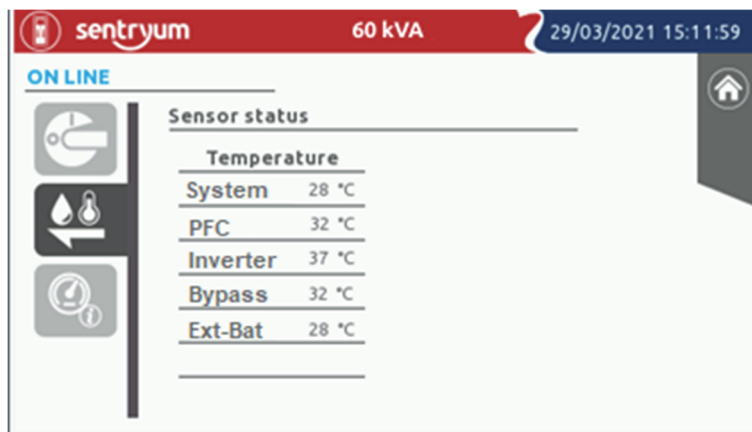 sentryum 60 kVA 29/03/2021 15:11:59
ON LINE
Sensor status
Temperature
System 28 °C
PFC 32 °C
Inverter 37 °C
Bypass 32 °C
Ext-Bat 28 °C